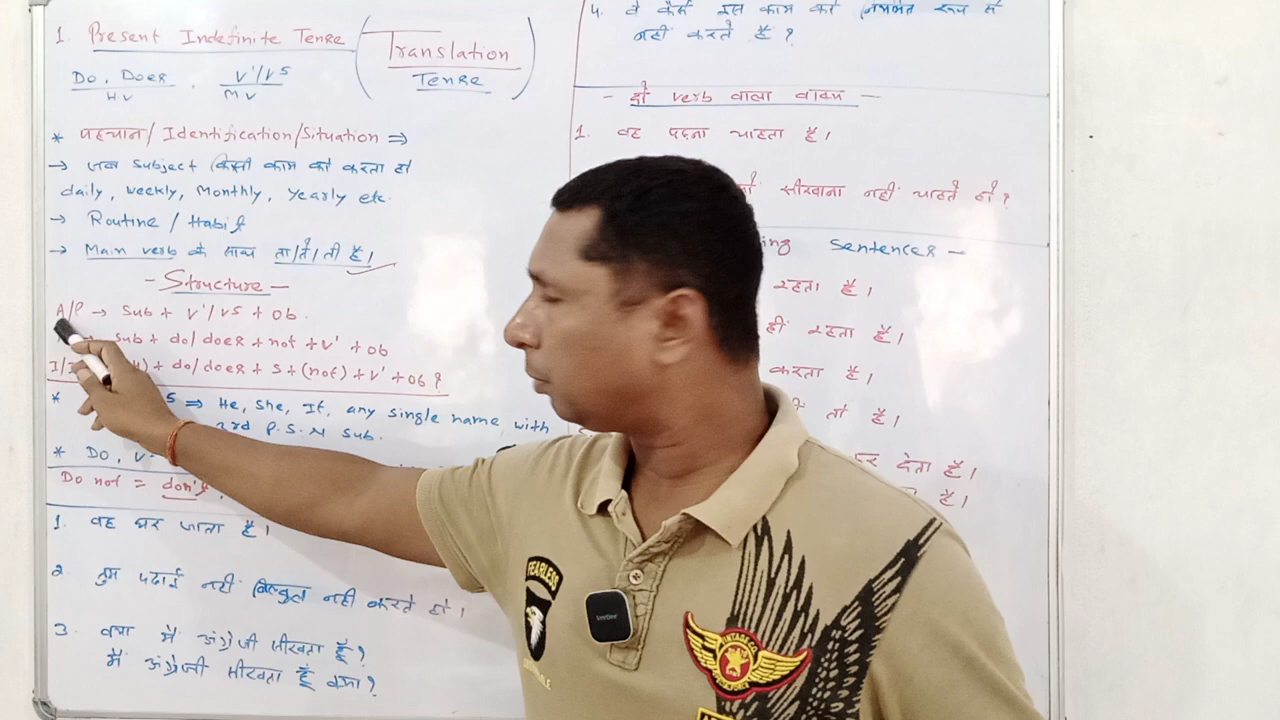 1. Present Indefinite Tense
(Translation
Tense)
Do, Does
HV
V¹/V5
MV
* पहचान/Identification/Situation ⇒
→ जब subject किसी काम को करता हो
daily, weekly, Monthly, Yearly etc.
→ Routine / Habit
→ Main verb के साथ ता/ते/ती है।
- Structure -
A/P → Sub + V¹/V5 + Ob.
Sub + do/does + not + V¹ + Ob
+ do/does + S + (not) + V¹ + Ob?
* ⇒ He, She, It, any single name with
3rd P.S.N Sub.
* Do,
Do not = don't
1. वह घर जाता है।
2. तुम पढाई नहीं बिल्कुल नही करते हो।
3. क्या मैं अंग्रेजी सीखता हूँ?
मैं अंग्रेजी सीखता हूँ क्या?
4. वे कैसे इस काम को नियमित रूप से
नहीं करते हैं?
- दो verb वाला वाक्य -
1. वह पढ़ना चाहता है।
सीखाना नहीं चाहते हो?
Sentences -
रहता है।
रहता है।
करता है।
है।
देता है।
है।
FEARLESS
VINTAGE CO.